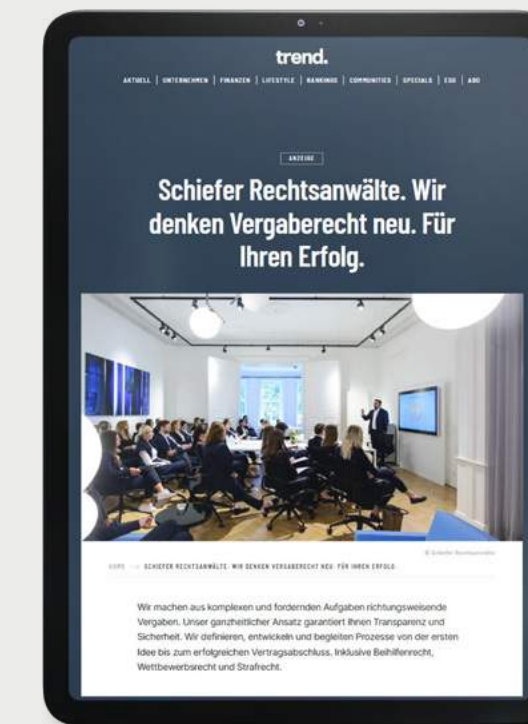 trend.
AKTUELL | UNTERNEHMEN | FINANZEN | LIFESTYLE | RANKINGS | COMMUNITIES | SPECIALS | ESG | ABO
ANZEIGE
Schiefer Rechtsanwälte. Wir
denken Vergaberecht neu. Für
Ihren Erfolg.
© Schiefer Rechtsanwälte
HOME SCHIEFER RECHTSANWÄLTE. WIR DENKEN VERGABERECHT NEU. FÜR IHREN ERFOLG.
Wir machen aus komplexen und fordernden Aufgaben richtungsweisende
Vergaben. Unser ganzheitlicher Ansatz garantiert Ihnen Transparenz und
Sicherheit. Wir definieren, entwickeln und begleiten Prozesse von der ersten
Idee bis zum erfolgreichen Vertragsabschluss. Inklusive Beihilfenrecht,
Wettbewerbsrecht und Strafrecht.